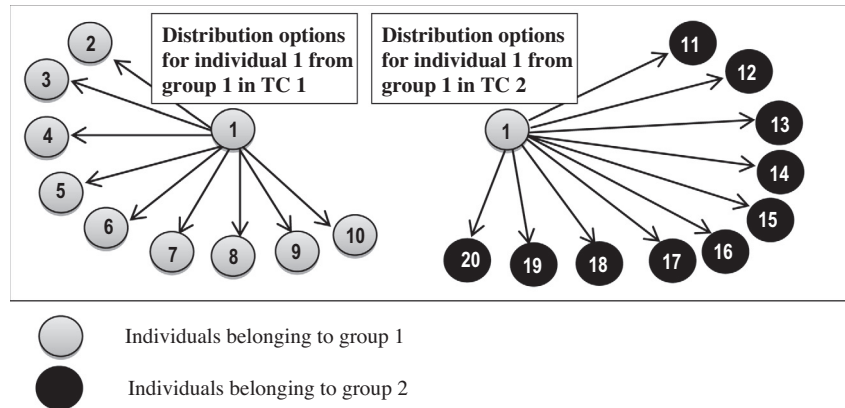 Distribution options
for individual 1 from
group 1 in TC 1
Distribution options
for individual 1 from
group 1 in TC 2
2
3
4
5
6
7
8
9
10
1
1
11
12
13
14
15
16
17
18
19
20
Individuals belonging to group 1
Individuals belonging to group 2